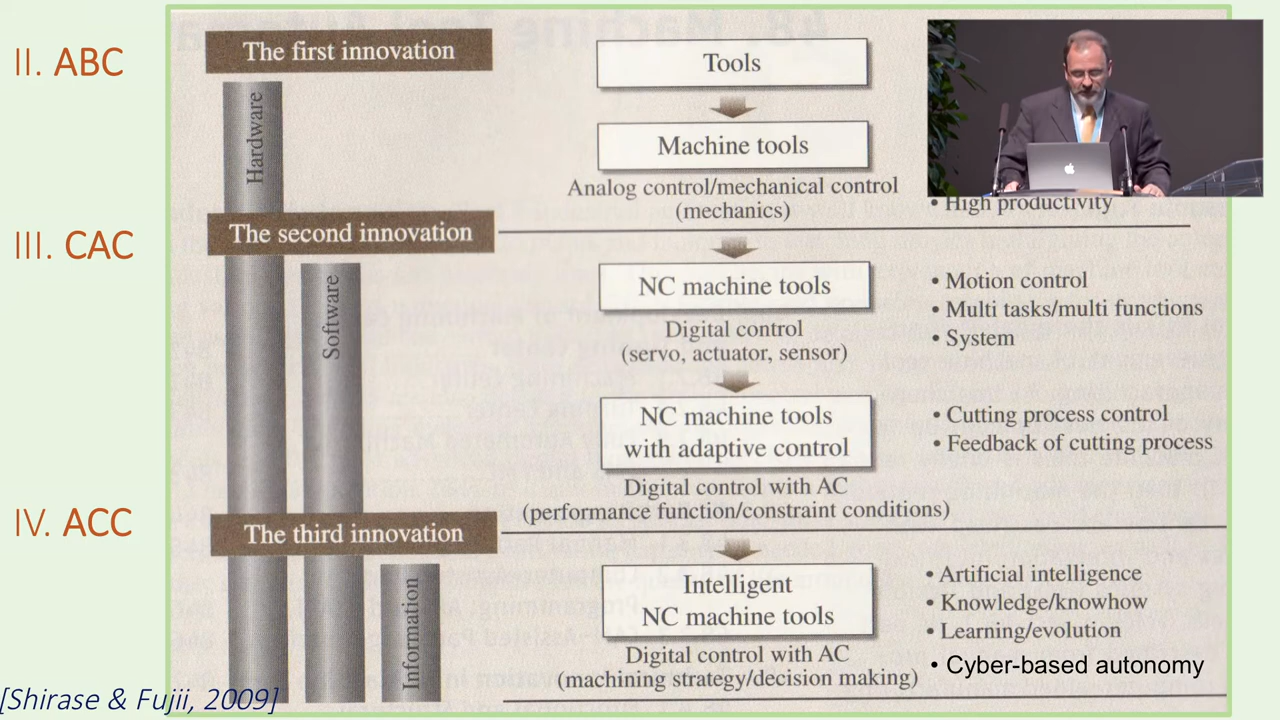 II. ABC
The first innovation
Hardware
Tools
Machine tools
Analog control/mechanical control
(mechanics)
• High productivity
III. CAC
The second innovation
Software
NC machine tools
Digital control
(servo, actuator, sensor)
• Motion control
• Multi tasks/multi functions
• System
NC machine tools
with adaptive control
• Cutting process control
• Feedback of cutting process
Digital control with AC
(performance function/constraint conditions)
IV. ACC
The third innovation
Information
Intelligent
NC machine tools
Digital control with AC
(machining strategy/decision making)
• Artificial intelligence
• Knowledge/knowhow
• Learning/evolution
• Cyber-based autonomy
[Shirase & Fujii, 2009]